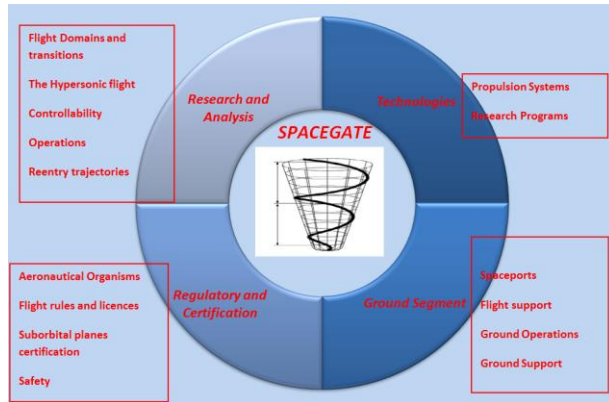 Flight Domains and
transitions
The Hypersonic flight
Controllability
Operations
Reentry trajectories
Research and
Analysis
Technologies
Propulsion Systems
Research Programs
SPACEGATE
Aeronautical Organisms
Flight rules and licences
Suborbital planes
certification
Safety
Regulatory and
Certification
Ground Segment
Spaceports
Flight support
Ground Operations
Ground Support